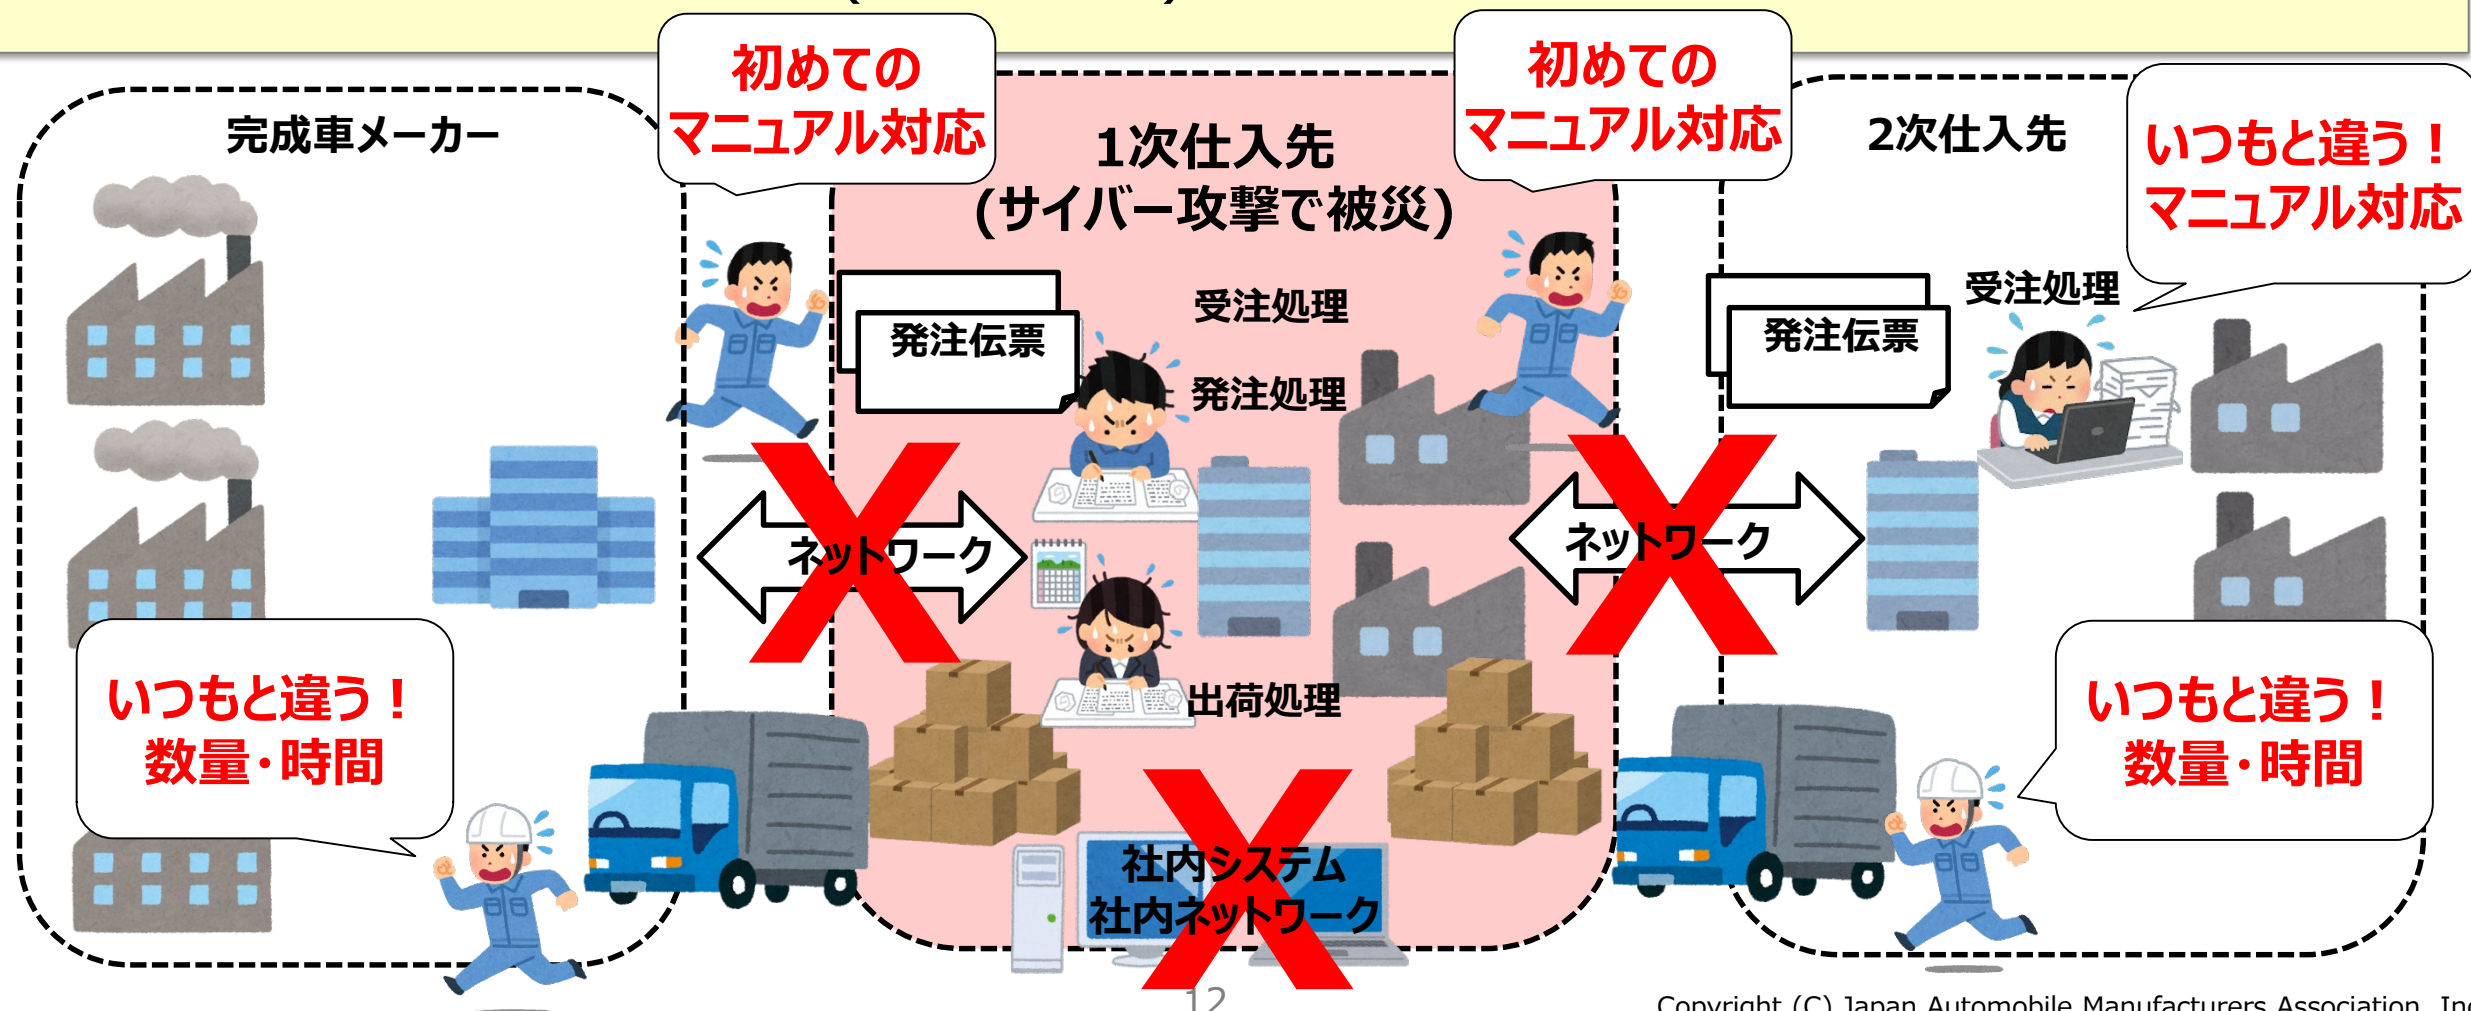 初めての
マニュアル対応
初めての
マニュアル対応
完成車メーカー
1次仕入先
(サイバー攻撃で被災)
2次仕入先
いつもと違う!
マニュアル対応
発注伝票
受注処理
発注処理
発注伝票
受注処理
ネットワーク
ネットワーク
出荷処理
いつもと違う!
数量・時間
いつもと違う!
数量・時間
社内システム
社内ネットワーク
12
Copyright (C) Japan Automobile Manufacturers Association, Inc